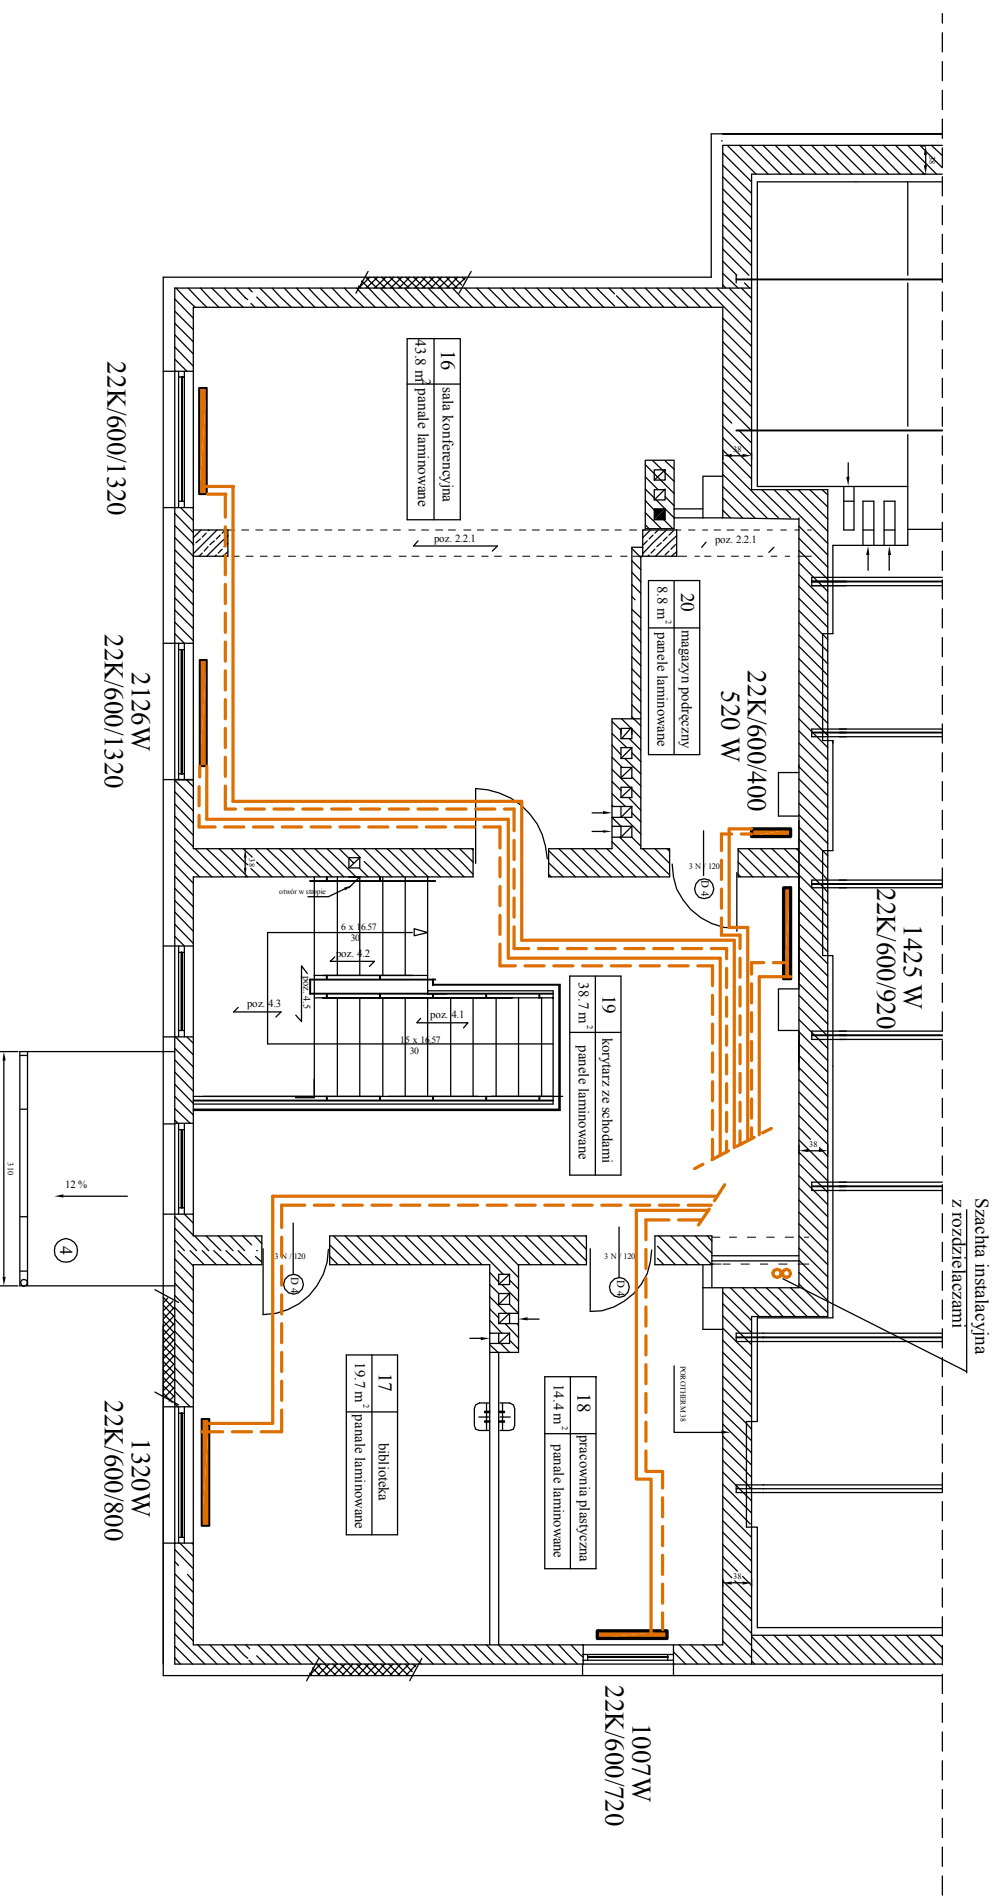 Szachta instalacyjna
z rozdzielaczami
1425 W
22K/600/920
22K/600/400
520 W
22K/600/1320
2126W
22K/600/1320
1320W
22K/600/800
1007W
22K/600/720
16 sala konferencyjna
43.8 m² panale laminowane
20 magazyn podręczny
8.8 m² panele laminowane
19 korytarz ze schodami
38.7 m² panele laminowane
18 pracownia plastyczna
14.4 m² panale laminowane
17 biblioteka
19.7 m² panale laminowane
poz. 2.2.1
poz. 2.2.1
otwór w stropie
6 x 16.57
30
poz. 4.2
poz. 4.5
poz. 4.3
poz. 4.1
15 x 16.57
30
3 N / 120
D 4
3 N / 120
D 4
3 N / 120
D 4
POROTHERM 38
38
38
38
38
38
310
12 %
4